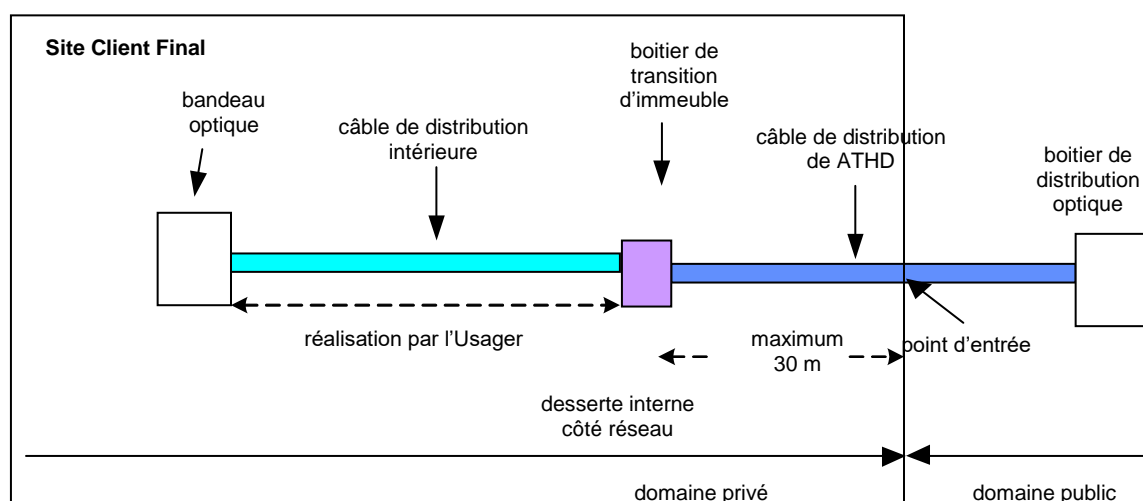 Site Client Final
bandeau
optique
câble de distribution
intérieure
boitier de
transition
d'immeuble
câble de distribution
de ATHD
boitier de
distribution
optique
réalisation par l'Usager
maximum
30 m
point d'entrée
desserte interne
côté réseau
domaine privé
domaine public